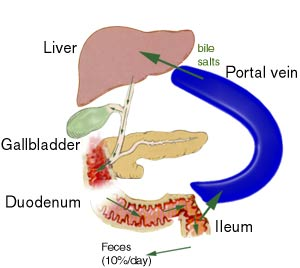 Liver
bile
salts
Portal vein
Gallbladder
Duodenum
Ileum
Feces
(10%/day)